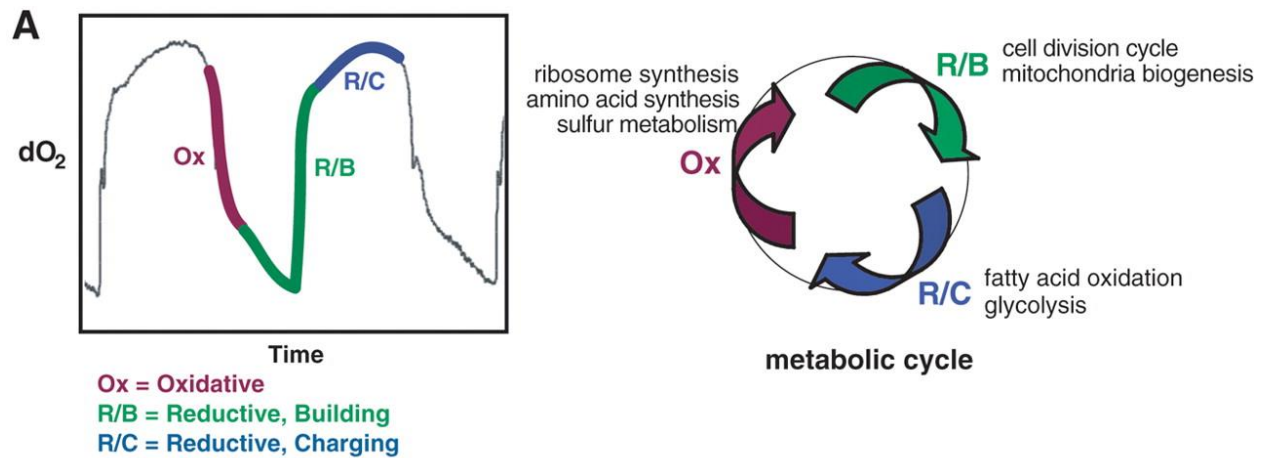 A
dO₂
Ox
R/B
R/C
Time
Ox = Oxidative
R/B = Reductive, Building
R/C = Reductive, Charging
ribosome synthesis
amino acid synthesis
sulfur metabolism
Ox
R/B
cell division cycle
mitochondria biogenesis
R/C
fatty acid oxidation
glycolysis
metabolic cycle